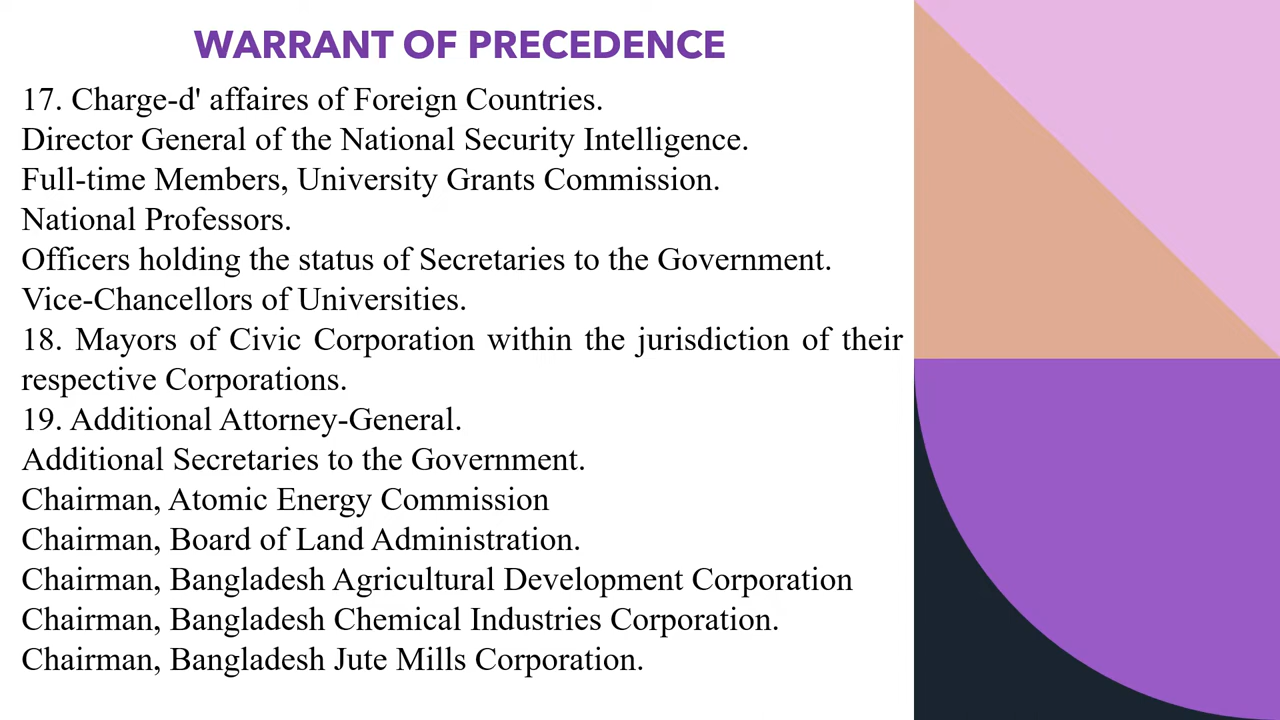 WARRANT OF PRECEDENCE
17. Charge-d' affaires of Foreign Countries.
Director General of the National Security Intelligence.
Full-time Members, University Grants Commission.
National Professors.
Officers holding the status of Secretaries to the Government.
Vice-Chancellors of Universities.
18. Mayors of Civic Corporation within the jurisdiction of their
respective Corporations.
19. Additional Attorney-General.
Additional Secretaries to the Government.
Chairman, Atomic Energy Commission
Chairman, Board of Land Administration.
Chairman, Bangladesh Agricultural Development Corporation
Chairman, Bangladesh Chemical Industries Corporation.
Chairman, Bangladesh Jute Mills Corporation.